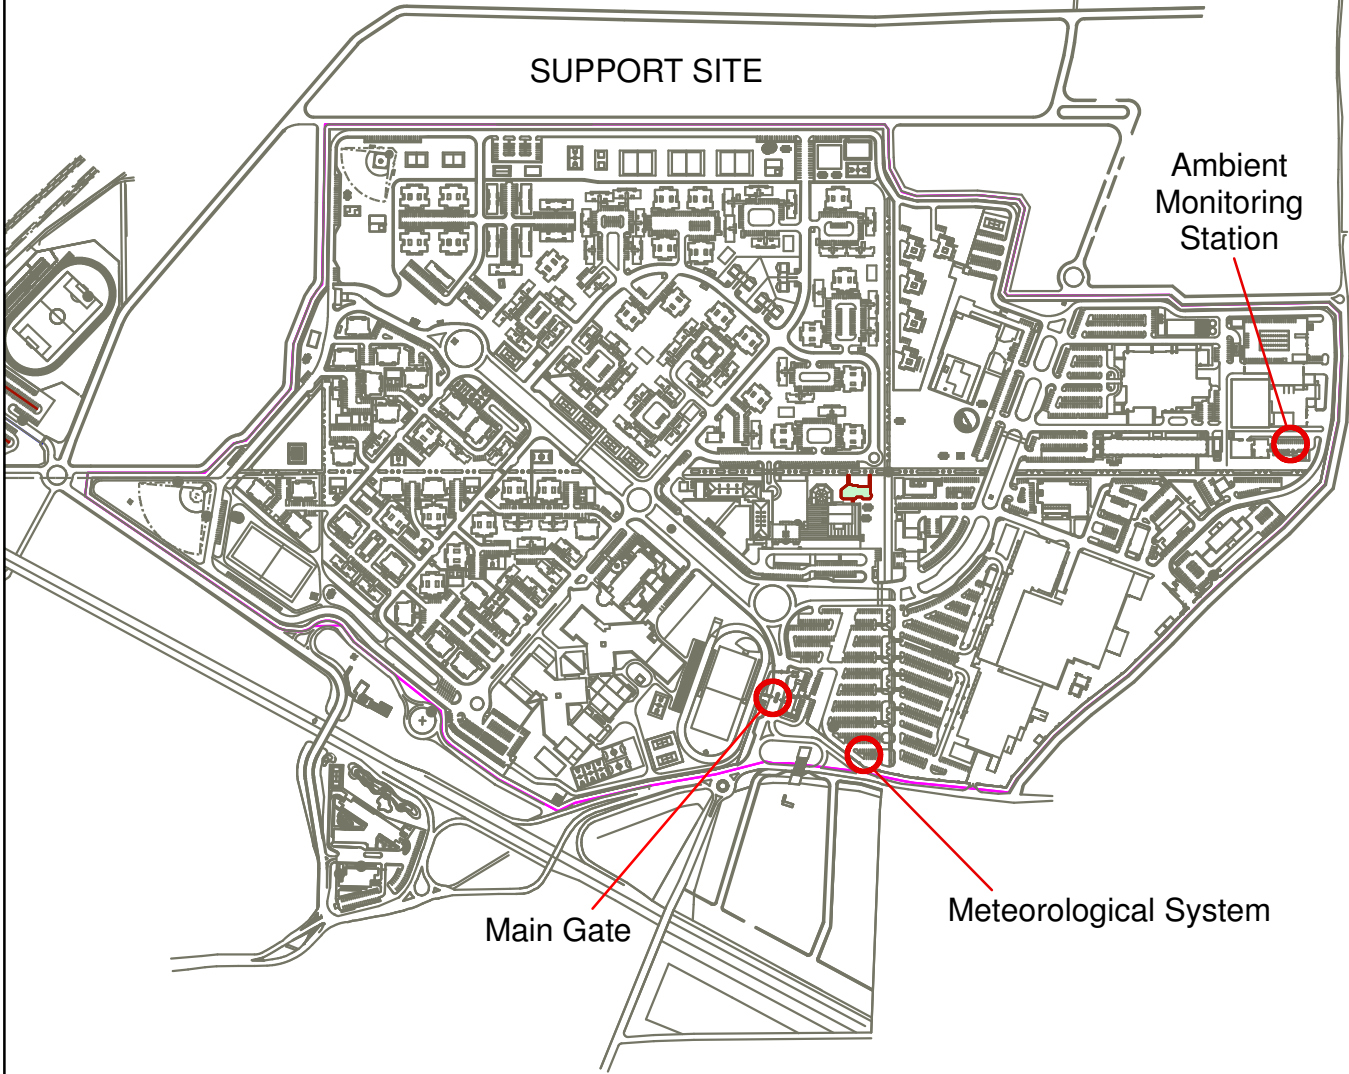 SUPPORT SITE
Ambient
Monitoring
Station
Main Gate
Meteorological System